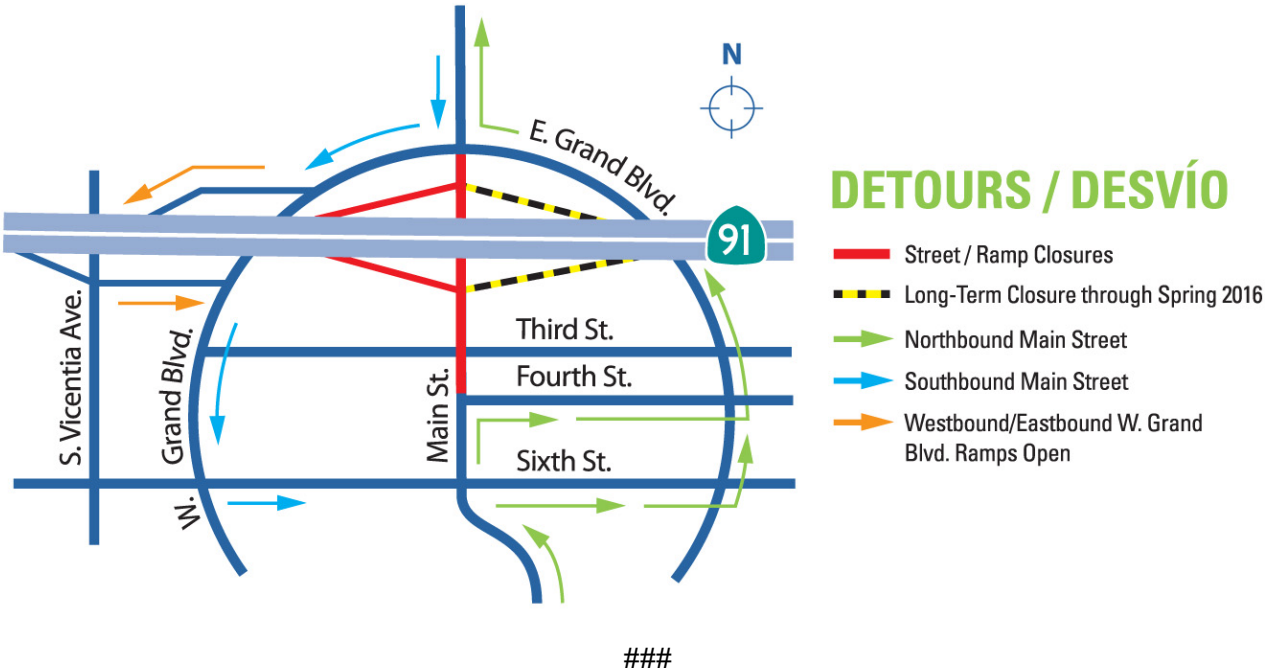 N
E. Grand Blvd.
91
Third St.
Fourth St.
Sixth St.
Main St.
S. Vicentia Ave.
W. Grand Blvd.
DETOURS / DESVÍO
Street / Ramp Closures
Long-Term Closure through Spring 2016
Northbound Main Street
Southbound Main Street
Westbound/Eastbound W. Grand
Blvd. Ramps Open
###